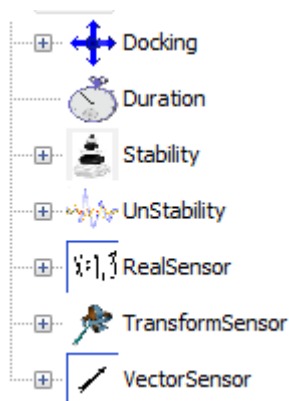 Docking
Duration
Stability
UnStability
RealSensor
TransformSensor
VectorSensor